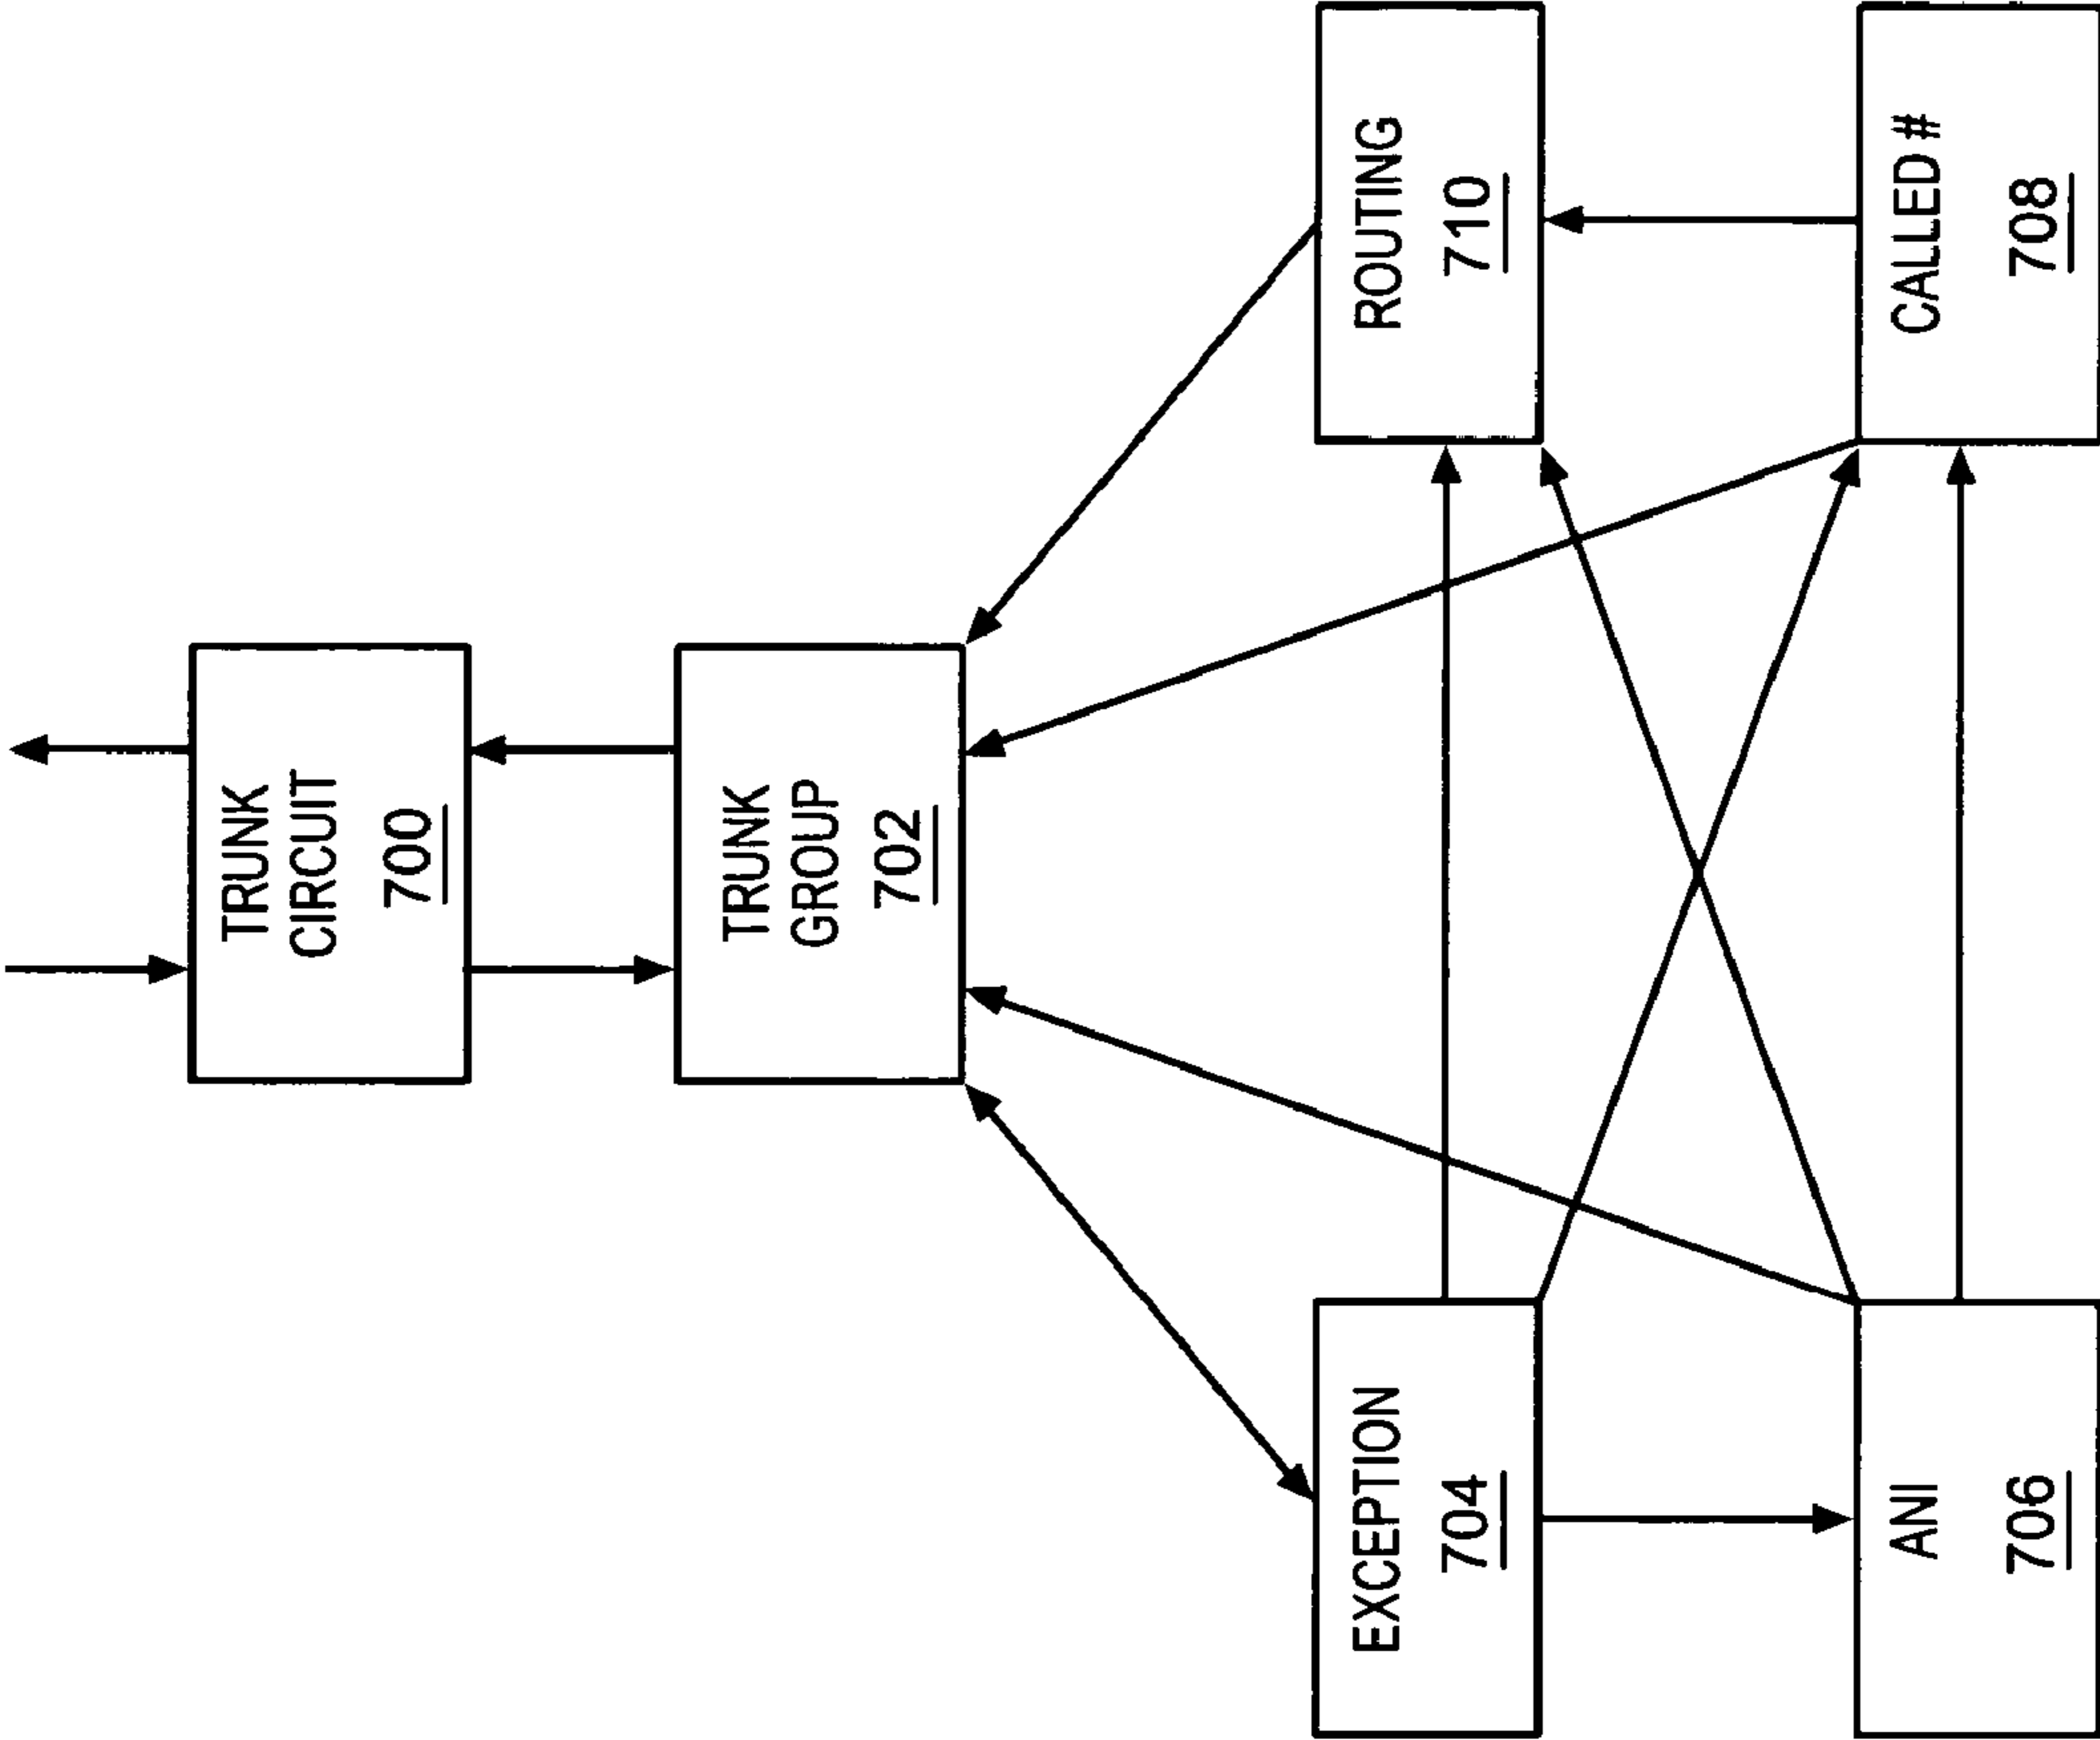 TRUNK
CIRCUIT
700
TRUNK
GROUP
702
EXCEPTION
704
ROUTING
710
ANI
706
CALLED #
708